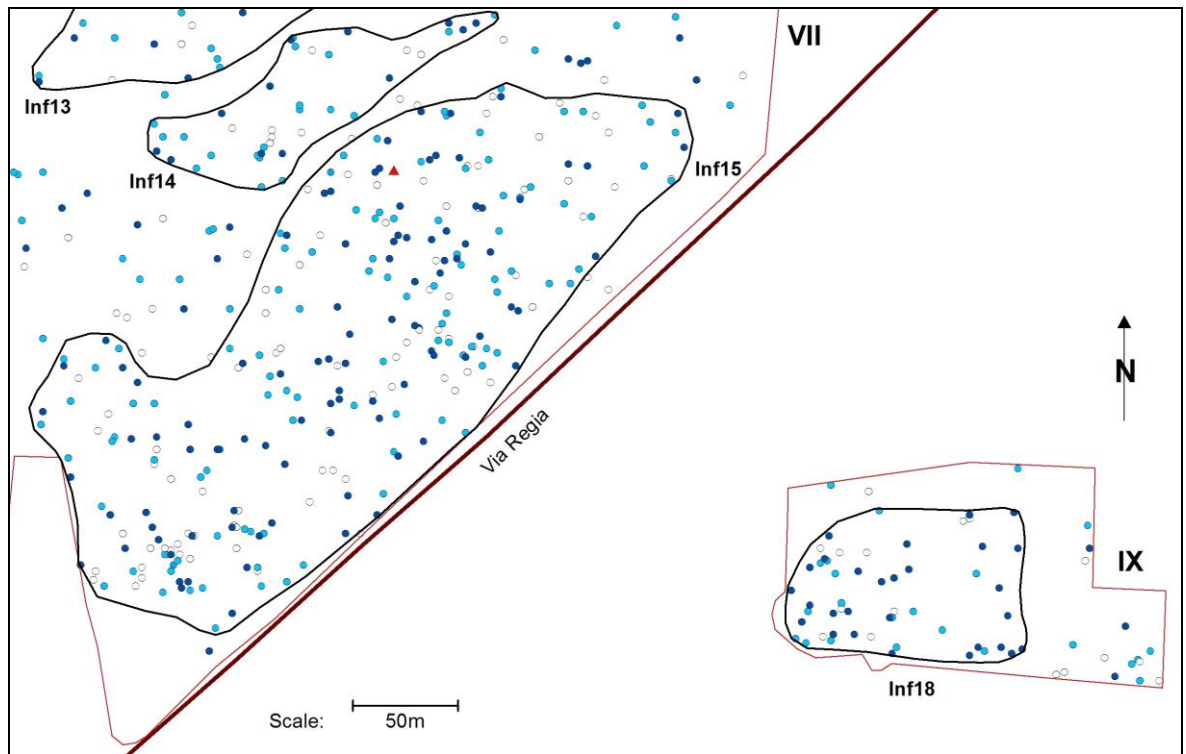 VII
Inf13
Inf14
Inf15
Via Regia
N
IX
Inf18
Scale: 50m